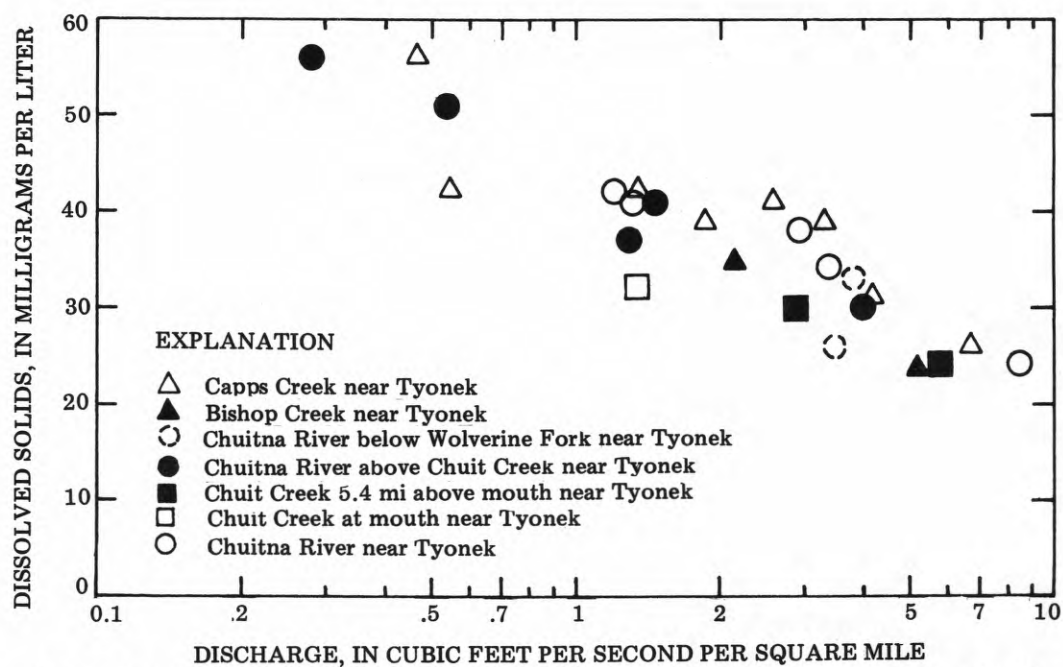 DISSOLVED SOLIDS, IN MILLIGRAMS PER LITER
60
50
40
30
20
10
0
EXPLANATION
Capps Creek near Tyonek
Bishop Creek near Tyonek
Chuitna River below Wolverine Fork near Tyonek
Chuitna River above Chuit Creek near Tyonek
Chuit Creek 5.4 mi above mouth near Tyonek
Chuit Creek at mouth near Tyonek
Chuitna River near Tyonek
0.1 .2 .5 .7 1 2 5 7 10
DISCHARGE, IN CUBIC FEET PER SECOND PER SQUARE MILE